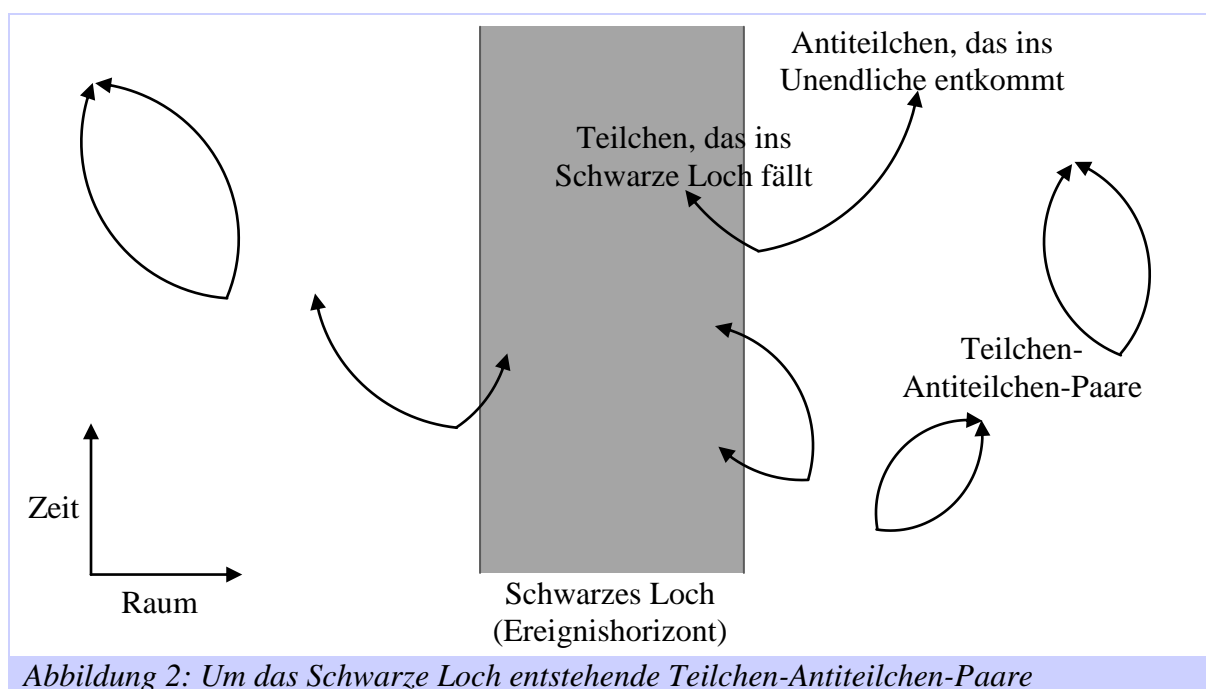 Antiteilchen, das ins
Unendliche entkommt
Teilchen, das ins
Schwarze Loch fällt
Teilchen-
Antiteilchen-Paare
Zeit
Raum
Schwarzes Loch
(Ereignishorizont)
Abbildung 2: Um das Schwarze Loch entstehende Teilchen-Antiteilchen-Paare